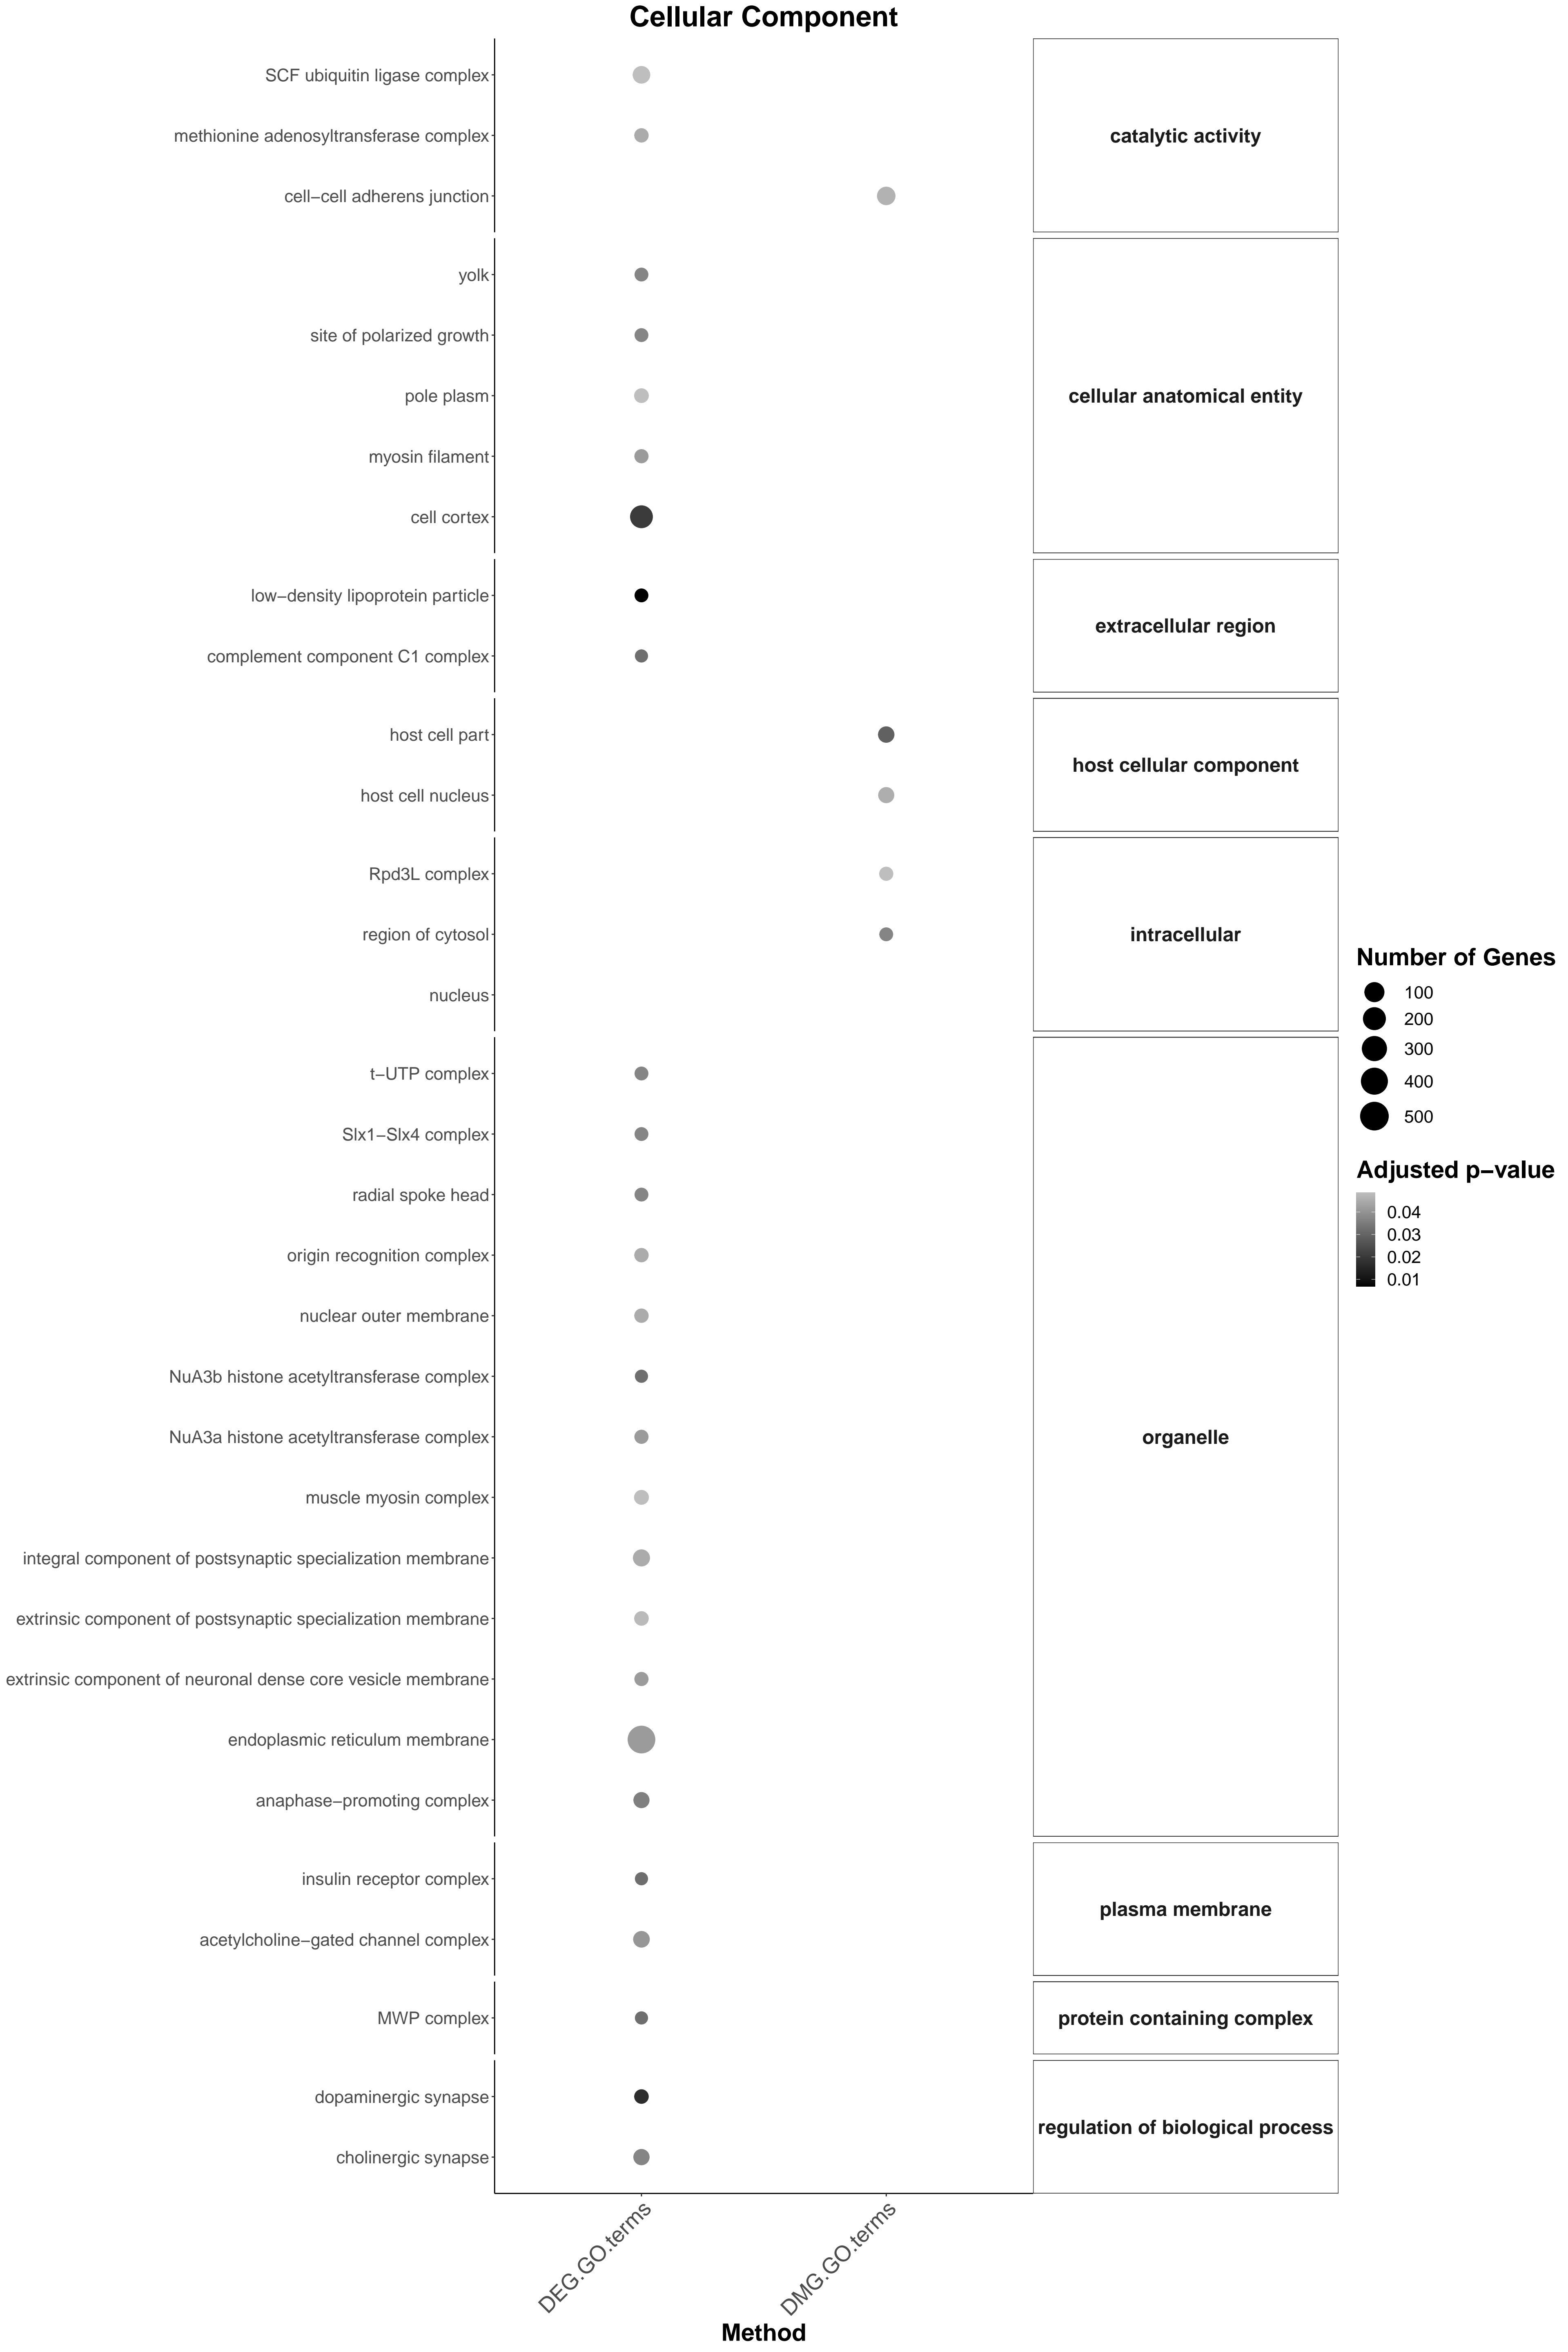 Cellular Component
SCF ubiquitin ligase complex
methionine adenosyltransferase complex
cell–cell adherens junction
catalytic activity
yolk
site of polarized growth
pole plasm
myosin filament
cell cortex
cellular anatomical entity
low–density lipoprotein particle
complement component C1 complex
extracellular region
host cell part
host cell nucleus
host cellular component
Rpd3L complex
region of cytosol
nucleus
intracellular
t–UTP complex
Slx1–Slx4 complex
radial spoke head
origin recognition complex
nuclear outer membrane
NuA3b histone acetyltransferase complex
NuA3a histone acetyltransferase complex
muscle myosin complex
integral component of postsynaptic specialization membrane
extrinsic component of postsynaptic specialization membrane
extrinsic component of neuronal dense core vesicle membrane
endoplasmic reticulum membrane
anaphase–promoting complex
organelle
insulin receptor complex
acetylcholine–gated channel complex
plasma membrane
MWP complex
protein containing complex
dopaminergic synapse
cholinergic synapse
regulation of biological process
DEG.GO.terms
DMG.GO.terms
Method
Number of Genes
100
200
300
400
500
Adjusted p–value
0.04
0.03
0.02
0.01